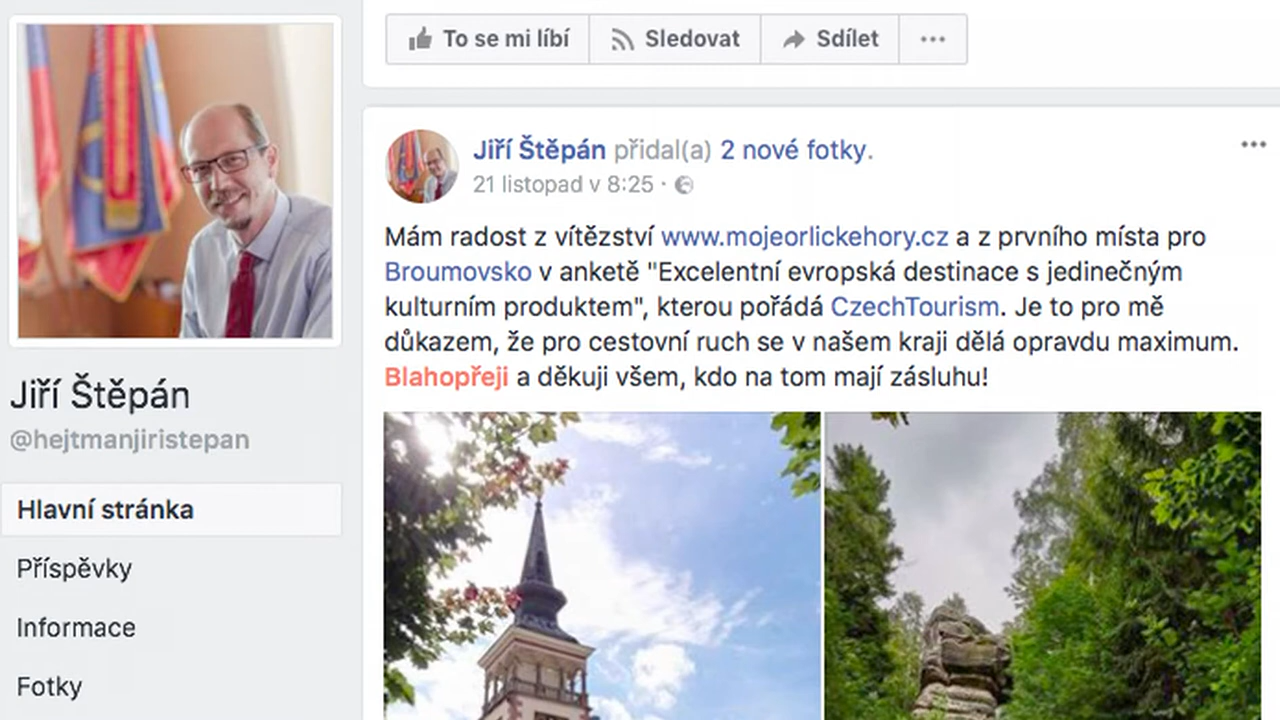 To se mi líbí
Sledovat
Sdílet
Jiří Štěpán přidal(a) 2 nové fotky.
21 listopad v 8:25 ·
Mám radost z vítězství www.mojeorlickehory.cz a z prvního místa pro
Broumovsko v anketě "Excelentní evropská destinace s jedinečným
kulturním produktem", kterou pořádá CzechTourism. Je to pro mě
důkazem, že pro cestovní ruch se v našem kraji dělá opravdu maximum.
Blahopřeji a děkuji všem, kdo na tom mají zásluhu!
Jiří Štěpán
@hejtmanjiristepan
Hlavní stránka
Příspěvky
Informace
Fotky